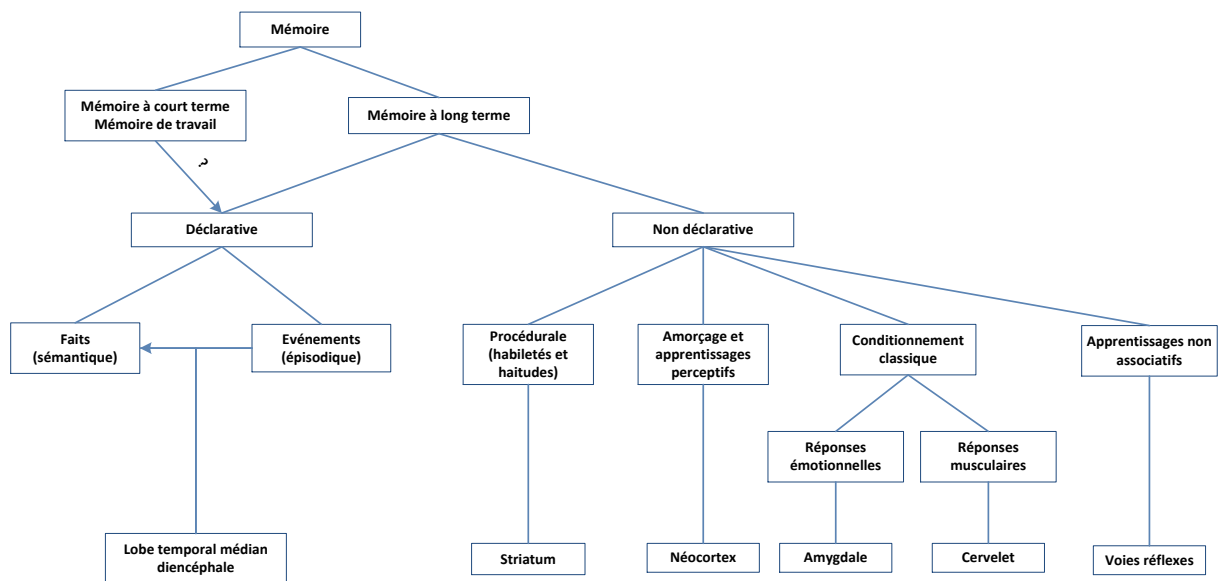 Mémoire
Mémoire à court terme
Mémoire de travail
Mémoire à long terme
?
Déclarative
Non déclarative
Faits
(sémantique)
Evénements
(épisodique)
Procédurale
(habiletés et
haitudes)
Amorçage et
apprentissages
perceptifs
Conditionnement
classique
Apprentissages non
associatifs
Réponses
émotionnelles
Réponses
musculaires
Lobe temporal médian
diencéphale
Striatum
Néocortex
Amygdale
Cervelet
Voies réflexes